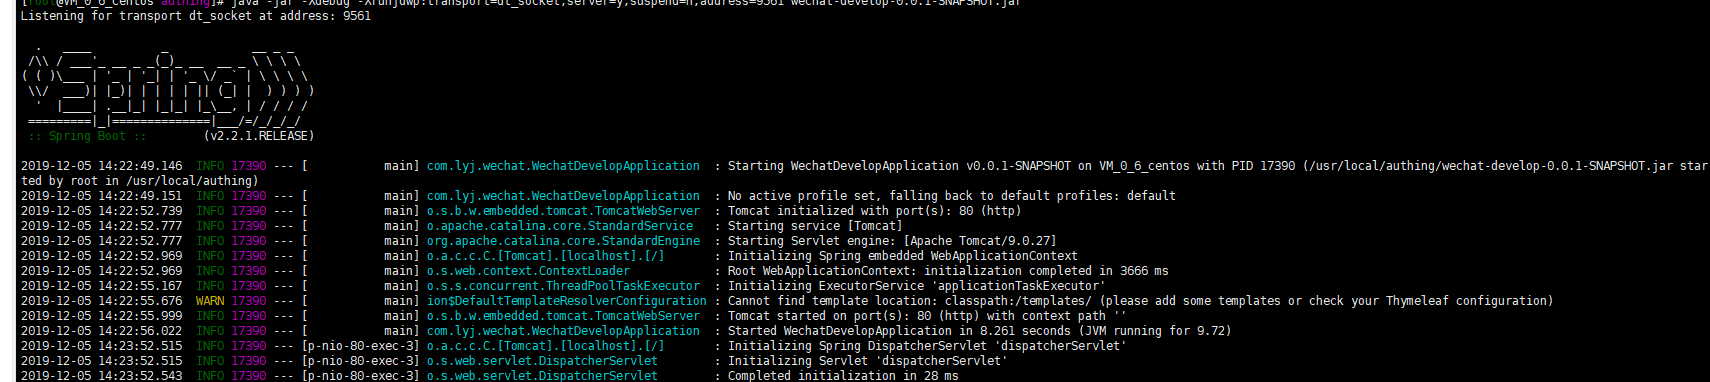 [root@VM_0_6_centos authing]# java -jar -Xdebug -Xrunjdwp:transport=dt_socket,server=y,suspend=n,address=9561 wechat-develop-0.0.1-SNAPSHOT.jar
Listening for transport dt_socket at address: 9561
  .   ____          _            __ _ _
 /\\ / ___'_ __ _ _(_)_ __  __ _ \ \ \ \
( ( )\___ | '_ | '_| | '_ \/ _` | \ \ \ \
 \\/  ___)| |_)| | | | | || (_| |  ) ) ) )
  '  |____| .__|_| |_|_| |_\__, | / / / /
 =========|_|==============|___/=/_/_/_/
 :: Spring Boot ::        (v2.2.1.RELEASE)
2019-12-05 14:22:49.146  INFO 17390 --- [           main] com.lyj.wechat.WechatDevelopApplication  : Starting WechatDevelopApplication v0.0.1-SNAPSHOT on VM_0_6_centos with PID 17390 (/usr/local/authing/wechat-develop-0.0.1-SNAPSHOT.jar star
ted by root in /usr/local/authing)
2019-12-05 14:22:49.151  INFO 17390 --- [           main] com.lyj.wechat.WechatDevelopApplication  : No active profile set, falling back to default profiles: default
2019-12-05 14:22:52.739  INFO 17390 --- [           main] o.s.b.w.embedded.tomcat.TomcatWebServer  : Tomcat initialized with port(s): 80 (http)
2019-12-05 14:22:52.777  INFO 17390 --- [           main] o.apache.catalina.core.StandardService   : Starting service [Tomcat]
2019-12-05 14:22:52.777  INFO 17390 --- [           main] org.apache.catalina.core.StandardEngine  : Starting Servlet engine: [Apache Tomcat/9.0.27]
2019-12-05 14:22:52.969  INFO 17390 --- [           main] o.a.c.c.C.[Tomcat].[localhost].[/]       : Initializing Spring embedded WebApplicationContext
2019-12-05 14:22:52.969  INFO 17390 --- [           main] o.s.web.context.ContextLoader            : Root WebApplicationContext: initialization completed in 3666 ms
2019-12-05 14:22:55.167  INFO 17390 --- [           main] o.s.s.concurrent.ThreadPoolTaskExecutor  : Initializing ExecutorService 'applicationTaskExecutor'
2019-12-05 14:22:55.676  WARN 17390 --- [           main] ion$DefaultTemplateResolverConfiguration : Cannot find template location: classpath:/templates/ (please add some templates or check your Thymeleaf configuration)
2019-12-05 14:22:55.999  INFO 17390 --- [           main] o.s.b.w.embedded.tomcat.TomcatWebServer  : Tomcat started on port(s): 80 (http) with context path ''
2019-12-05 14:22:56.022  INFO 17390 --- [           main] com.lyj.wechat.WechatDevelopApplication  : Started WechatDevelopApplication in 8.261 seconds (JVM running for 9.72)
2019-12-05 14:23:52.515  INFO 17390 --- [p-nio-80-exec-3] o.a.c.c.C.[Tomcat].[localhost].[/]       : Initializing Spring DispatcherServlet 'dispatcherServlet'
2019-12-05 14:23:52.515  INFO 17390 --- [p-nio-80-exec-3] o.s.web.servlet.DispatcherServlet        : Initializing Servlet 'dispatcherServlet'
2019-12-05 14:23:52.543  INFO 17390 --- [p-nio-80-exec-3] o.s.web.servlet.DispatcherServlet        : Completed initialization in 28 ms